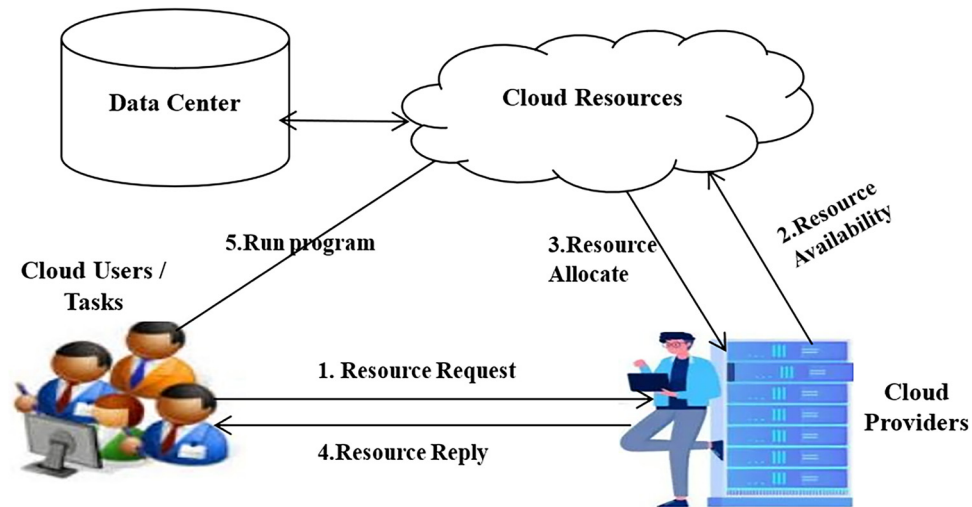 Data Center
Cloud Resources
2.Resource
Availability
5.Run program
3.Resource
Allocate
Cloud Users /
Tasks
1. Resource Request
Cloud
Providers
4.Resource Reply